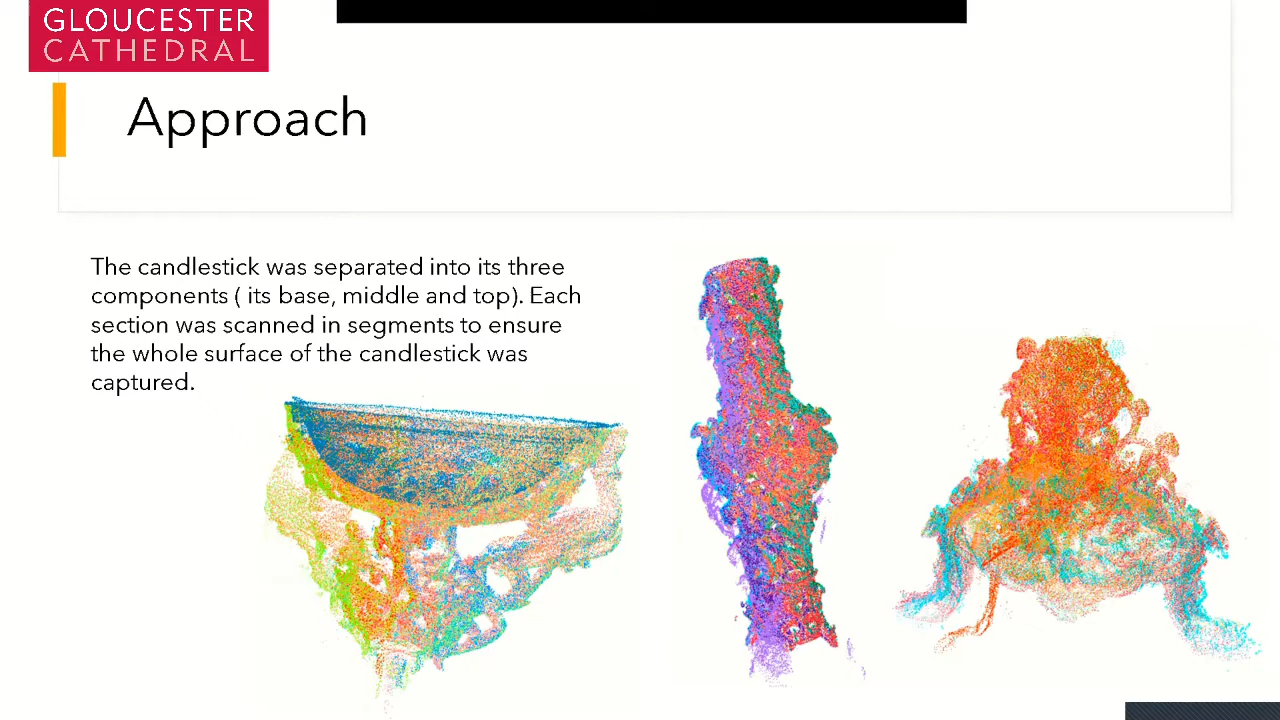 GLOUCESTER
CATHEDRAL
Approach
The candlestick was separated into its three
components ( its base, middle and top). Each
section was scanned in segments to ensure
the whole surface of the candlestick was
captured.